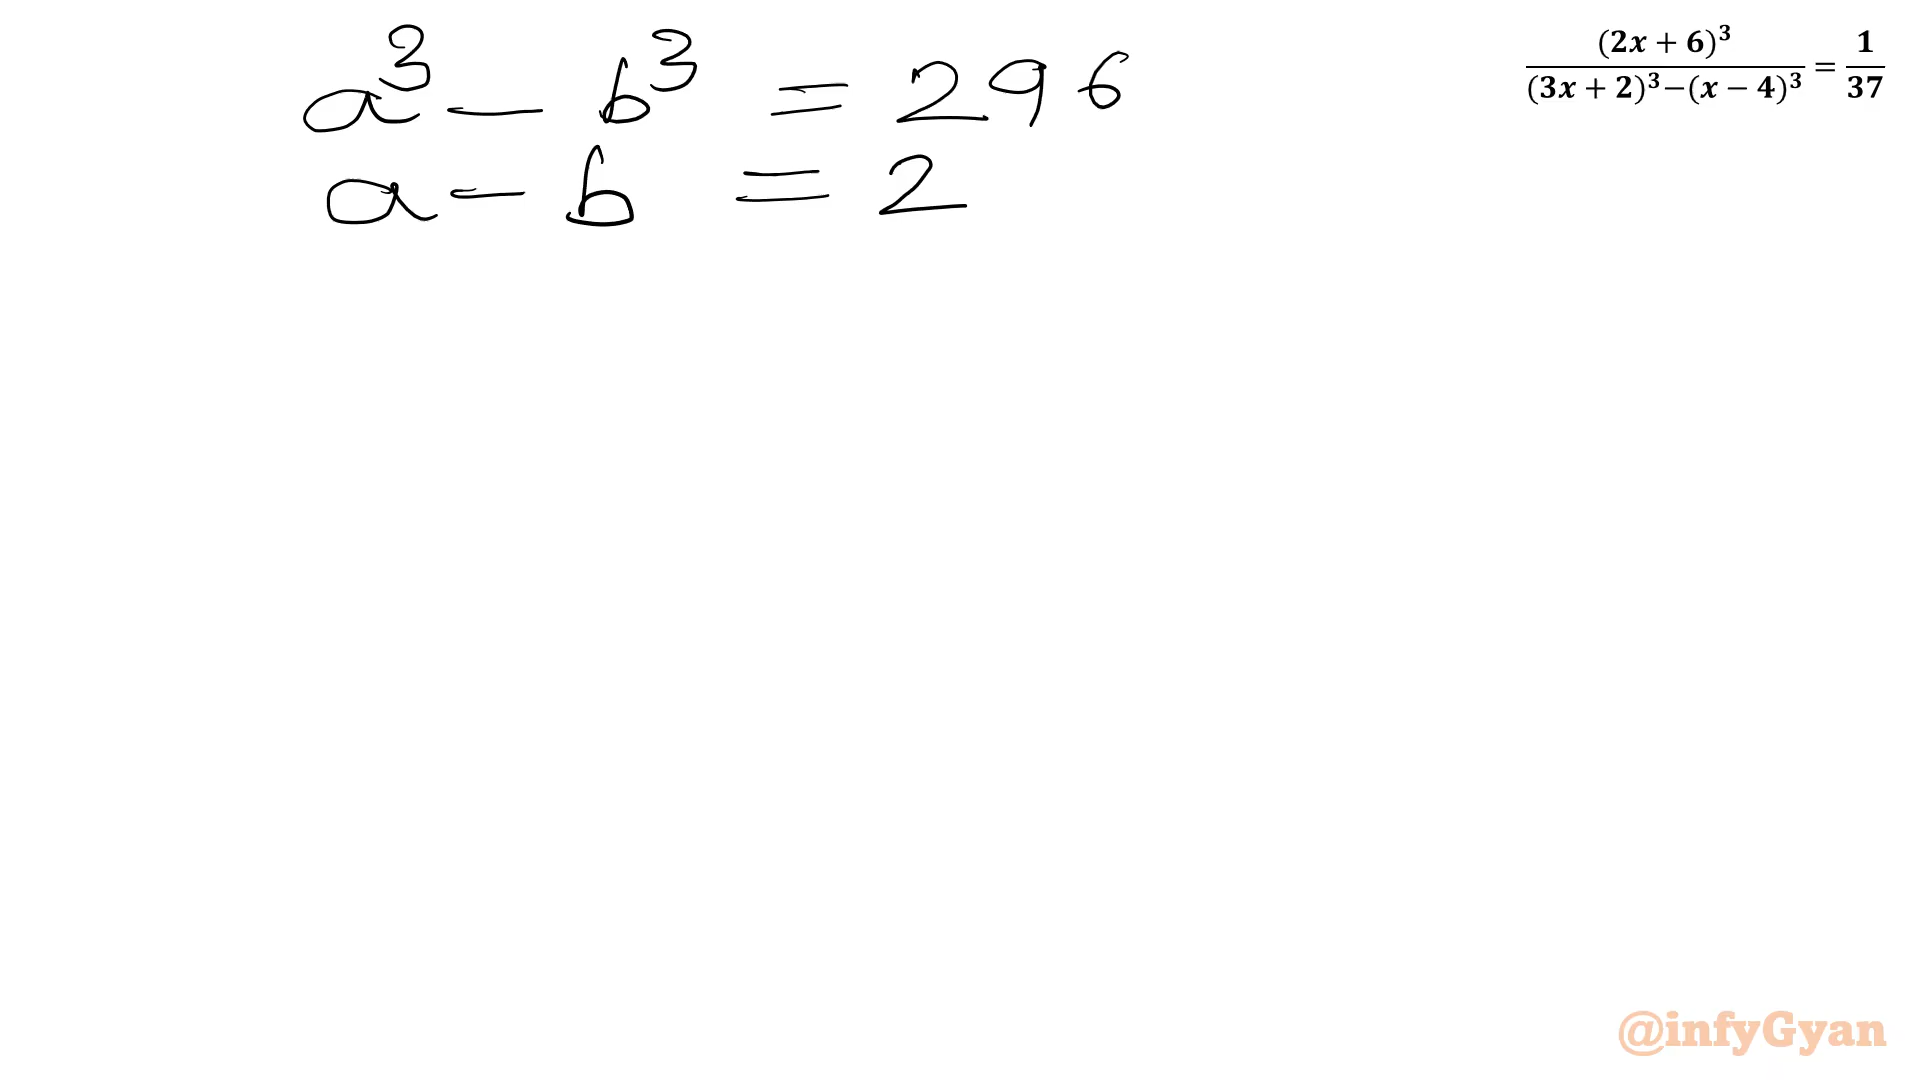 a³ - b³ = 296
a - b = 2
(2x + 6)³ / (3x + 2)³-(x - 4)³ = 1/37
@infyGyan